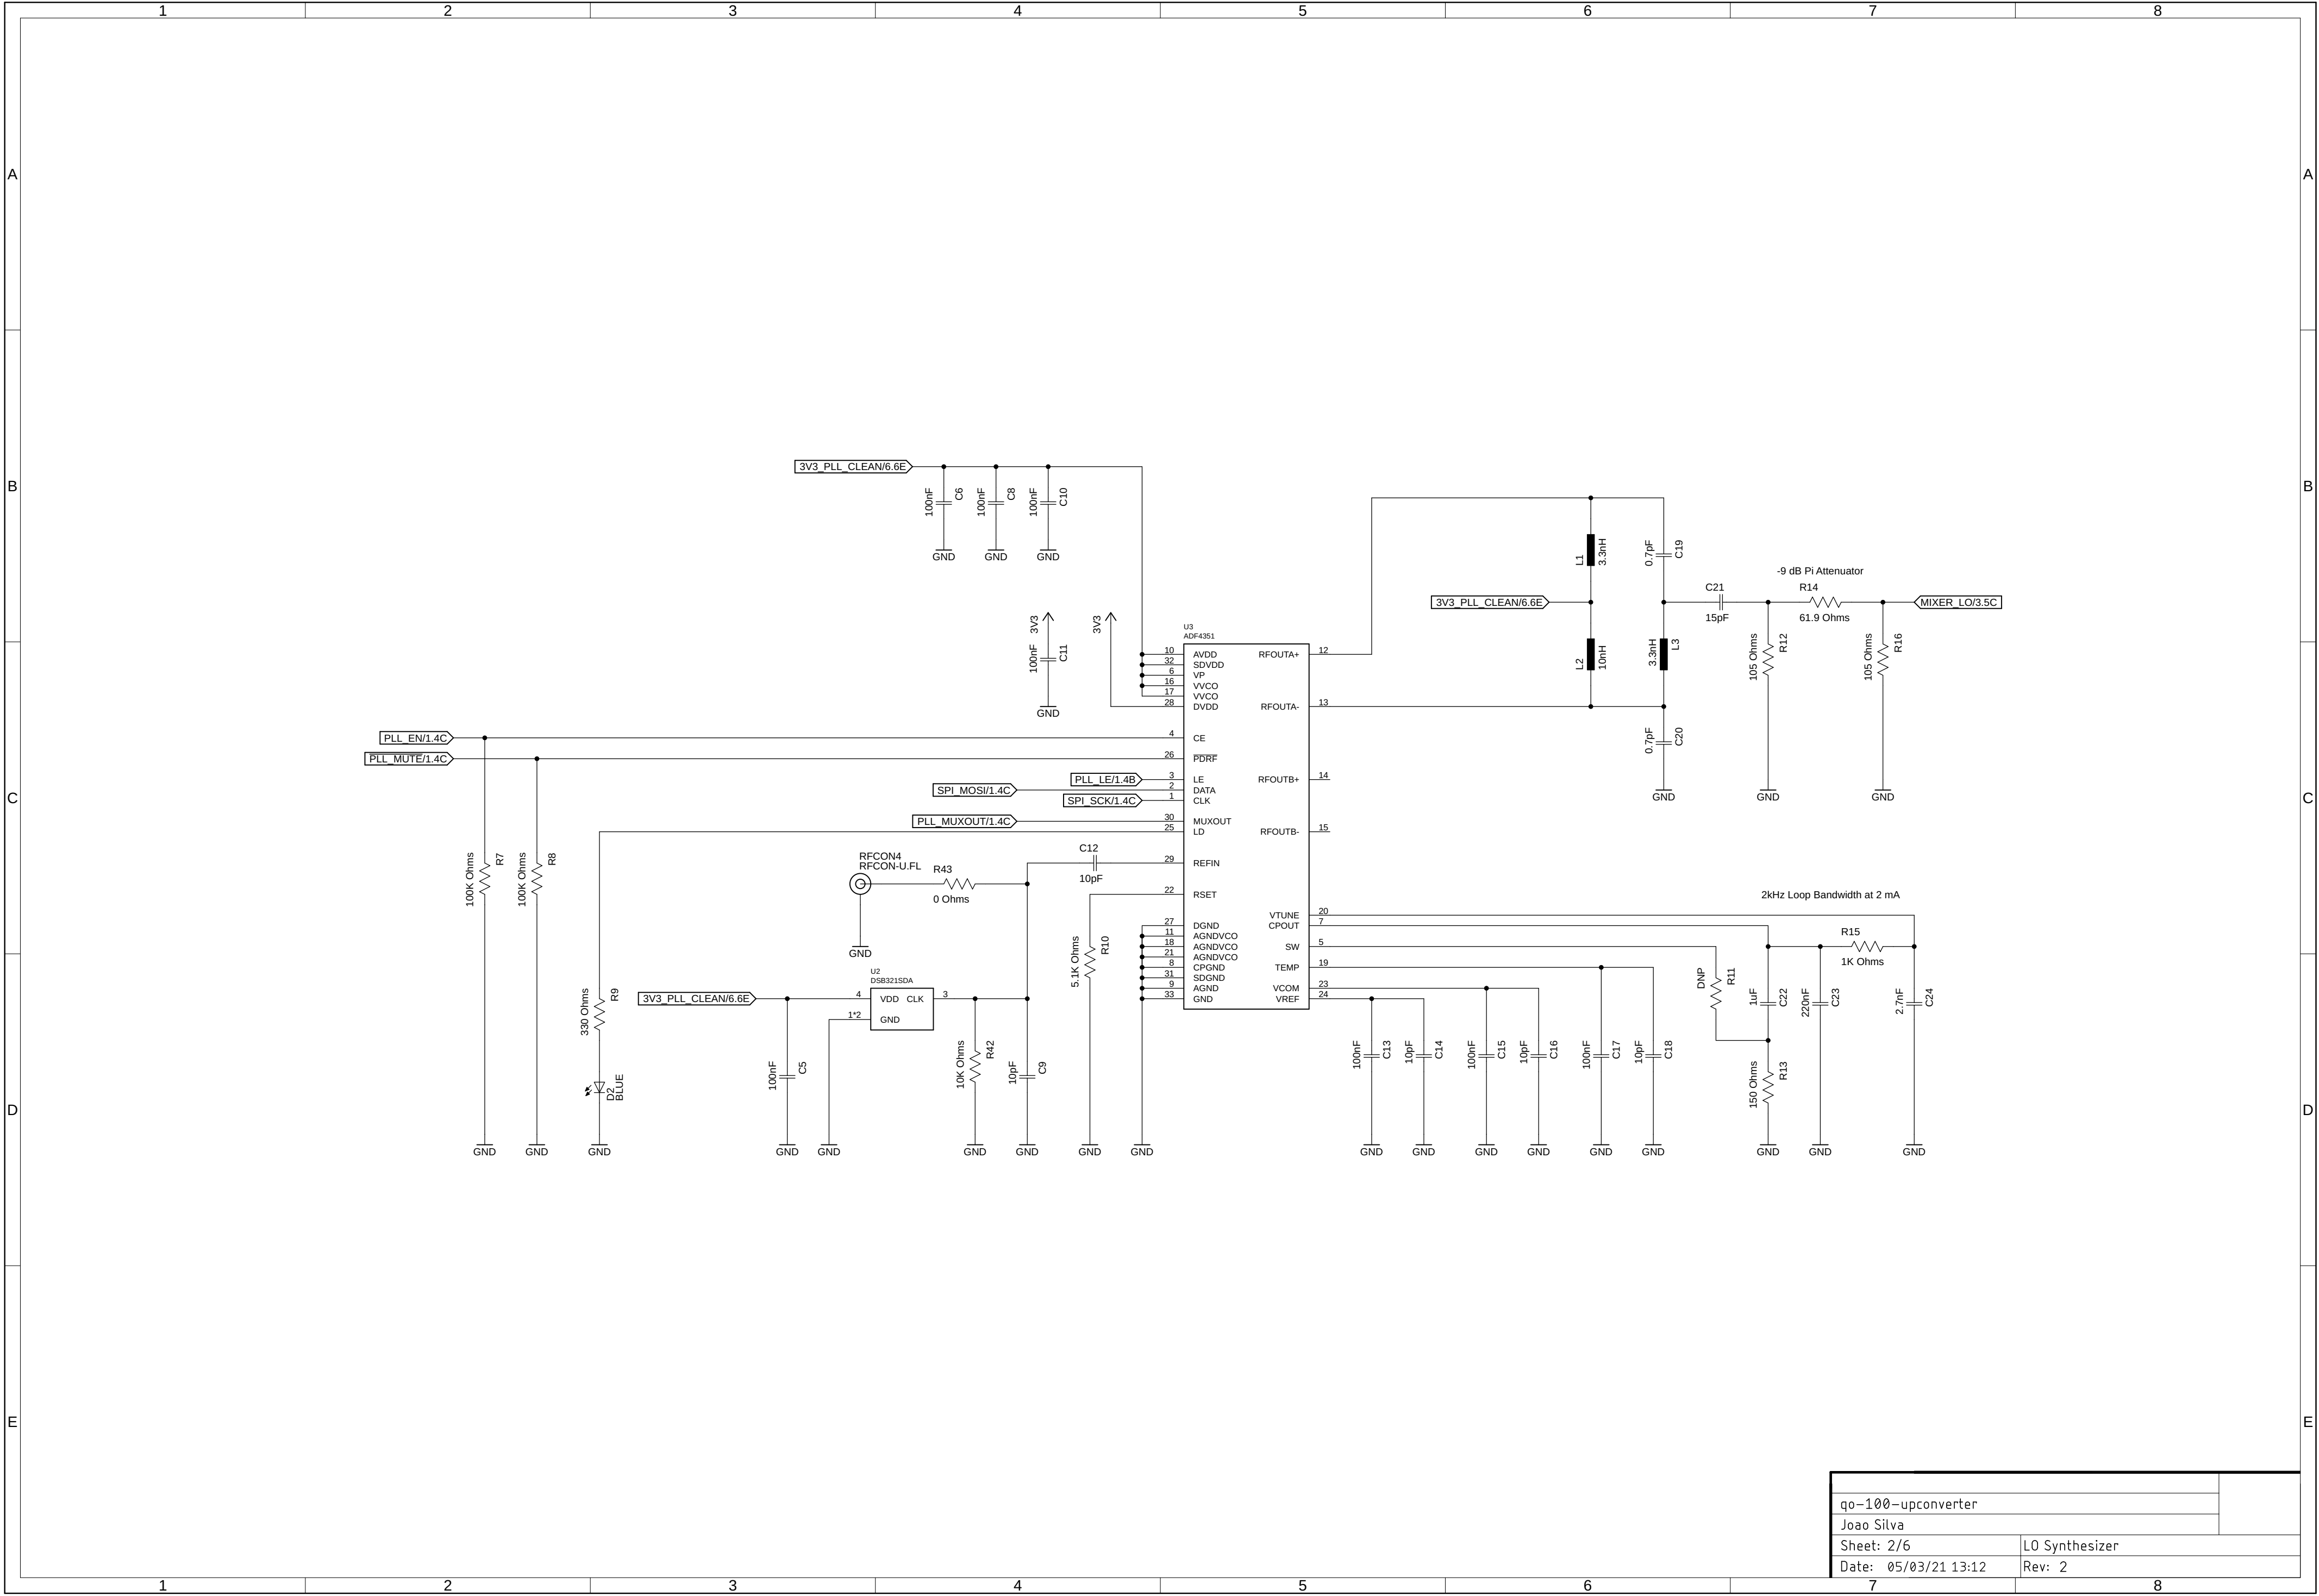 1 2 3 4 5 6 7 8
A A
B B
C C
D D
E E
3V3_PLL_CLEAN/6.6E
100nF C6
100nF C8
100nF C10
GND GND GND
3V3
100nF C11
GND
3V3
U3
ADF4351
10 AVDD
32 SDVDD
6 VP
16 VVCO
17 VVCO
28 DVDD
4 CE
26 PDRF
3 LE
2 DATA
1 CLK
30 MUXOUT
25 LD
29 REFIN
22 RSET
27 DGND
11 AGNDVCO
18 AGNDVCO
21 AGNDVCO
8 CPGND
31 SDGND
9 AGND
33 GND
RFOUTA+ 12
RFOUTA- 13
RFOUTB+ 14
RFOUTB- 15
VTUNE 20
CPOUT 7
SW 5
TEMP 19
VCOM 23
VREF 24
PLL_EN/1.4C
PLL_MUTE/1.4C
PLL_LE/1.4B
SPI_MOSI/1.4C
SPI_SCK/1.4C
PLL_MUXOUT/1.4C
100K Ohms R7
100K Ohms R8
330 Ohms R9
D2
BLUE
GND GND GND
RFCON4
RFCON-U.FL
R43
0 Ohms
GND
C12
10pF
5.1K Ohms R10
U2
DSB321SDA
3V3_PLL_CLEAN/6.6E
4 VDD CLK 3
1*2 GND
100nF C5
10K Ohms R42
10pF C9
GND GND GND GND GND GND
3V3_PLL_CLEAN/6.6E
L1 3.3nH
L2 10nH
0.7pF C19
3.3nH L3
0.7pF C20
C21
15pF
-9 dB Pi Attenuator
R14
61.9 Ohms
MIXER_LO/3.5C
105 Ohms R12
105 Ohms R16
GND GND GND
2kHz Loop Bandwidth at 2 mA
R15
1K Ohms
DNP R11
1uF C22
220nF C23
2.7nF C24
150 Ohms R13
100nF C13
10pF C14
100nF C15
10pF C16
100nF C17
10pF C18
GND GND GND GND GND GND GND GND GND
qo-100-upconverter
Joao Silva
Sheet: 2/6 LO Synthesizer
Date: 05/03/21 13:12 Rev: 2
1 2 3 4 5 6 7 8